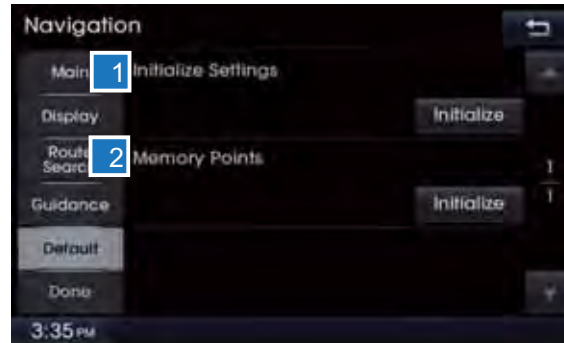 Navigation
Main
1 Initialize Settings
Display
Initialize
Route
Search
2 Memory Points
1
1
Guidance
Initialize
Default
Done
3:35 PM